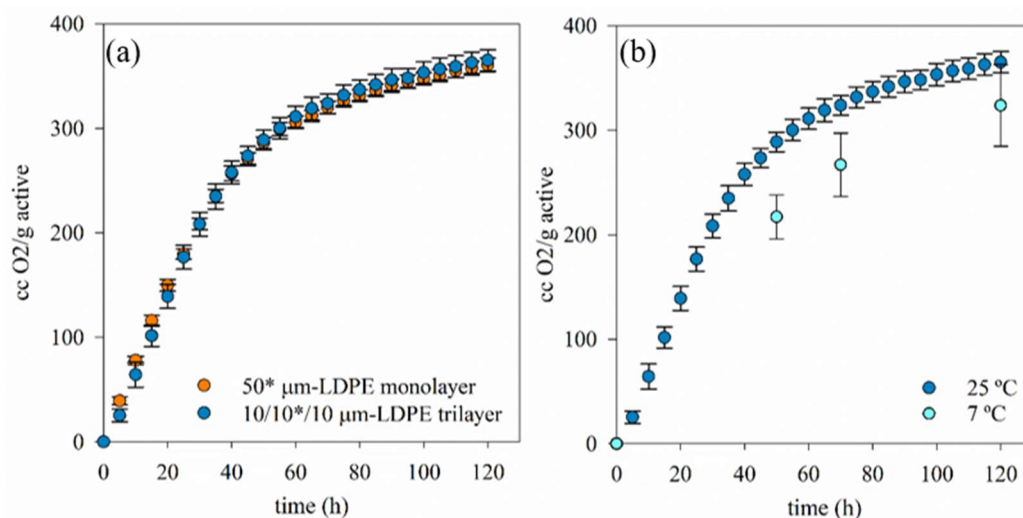 (a)
400
300
200
100
0
cc O2/g active
50* µm-LDPE monolayer
10/10*/10 µm-LDPE trilayer
0 20 40 60 80 100 120
time (h)
(b)
400
300
200
100
0
cc O2/g active
25 ºC
7 ºC
0 20 40 60 80 100 120
time (h)